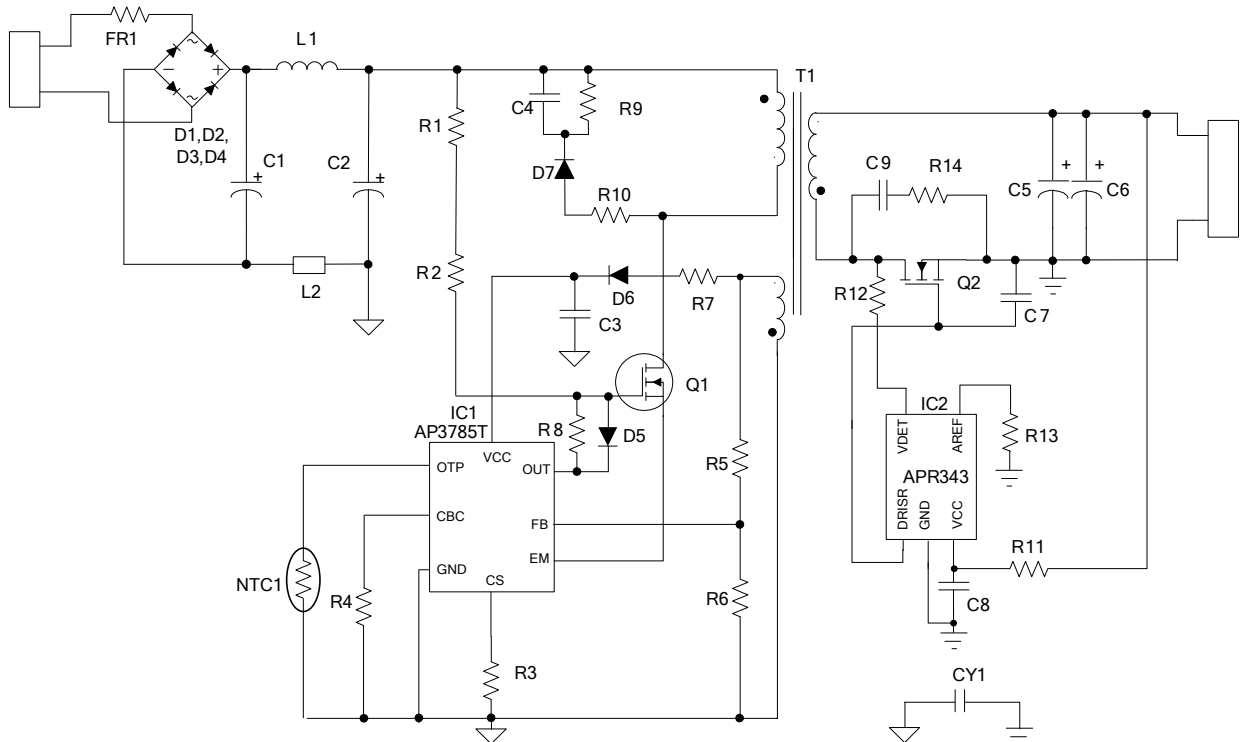 FR1
L1
T1
~
−
+
~
D1,D2,
D3,D4
C1
+
C2
+
R1
C4
R9
D7
R10
C9
R14
C5
+
+
C6
R2
L2
D6
R7
C3
R12
Q2
C7
Q1
IC1
AP3785T
R8
D5
IC2
VDET
AREF
R13
APR343
DRISR
GND
VCC
VCC
OTP
OUT
R5
CBC
FB
EM
GND
CS
NTC1
R4
R6
R11
C8
R3
CY1